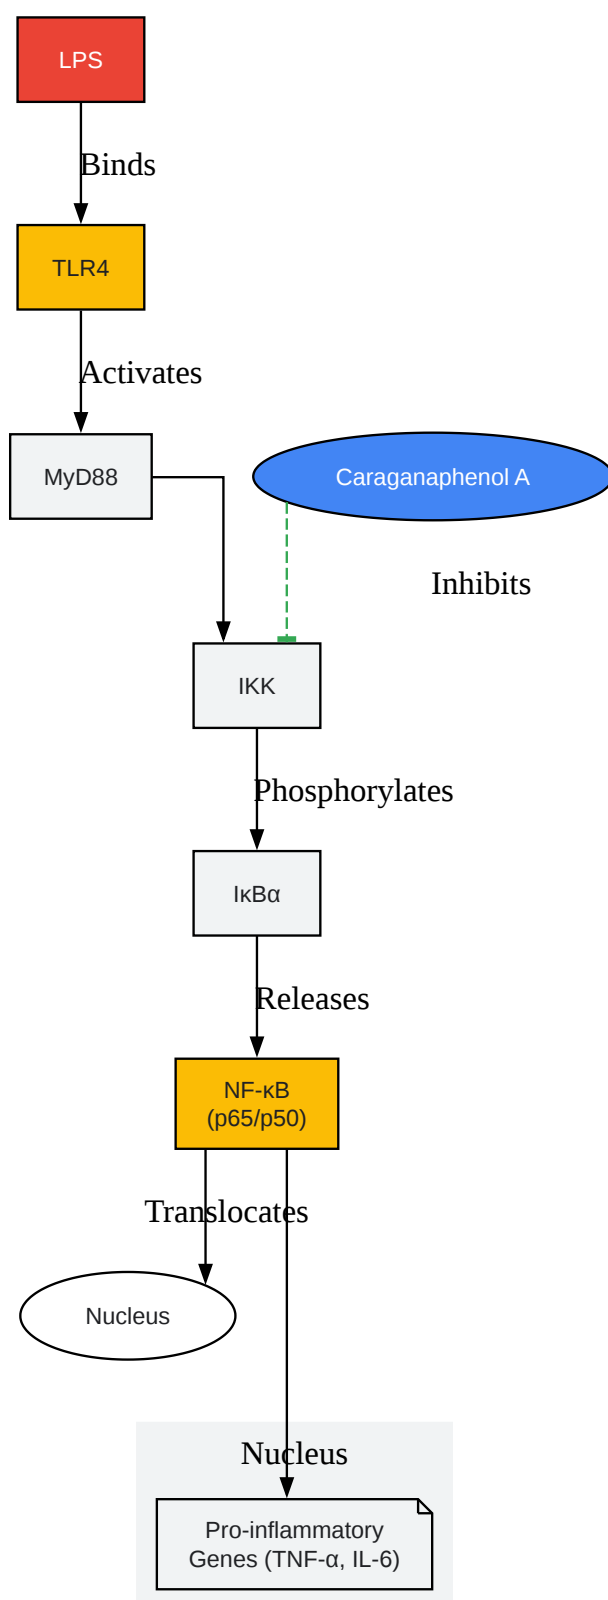 LPS
Binds
TLR4
Activates
MyD88
Caraganaphenol A
Inhibits
IKK
Phosphorylates
IκBα
Releases
NF-κB
(p65/p50)
Translocates
Nucleus
Nucleus
Pro-inflammatory
Genes (TNF-α, IL-6)